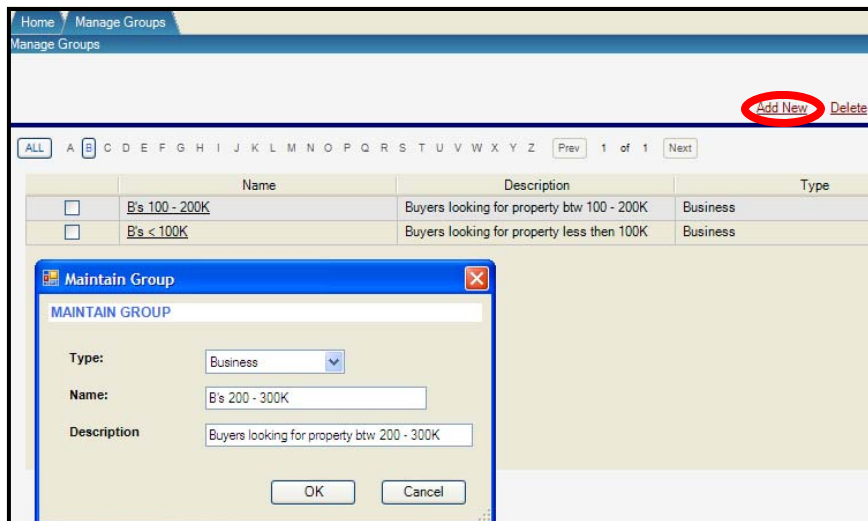 Home Manage Groups
Manage Groups
Add New Delete
ALL A B C D E F G H I J K L M N O P Q R S T U V W X Y Z Prev 1 of 1 Next
Name Description Type
B's 100 - 200K Buyers looking for property btw 100 - 200K Business
B's < 100K Buyers looking for property less then 100K Business
Maintain Group
MAINTAIN GROUP
Type: Business
Name: B's 200 - 300K
Description Buyers looking for property btw 200 - 300K
OK Cancel